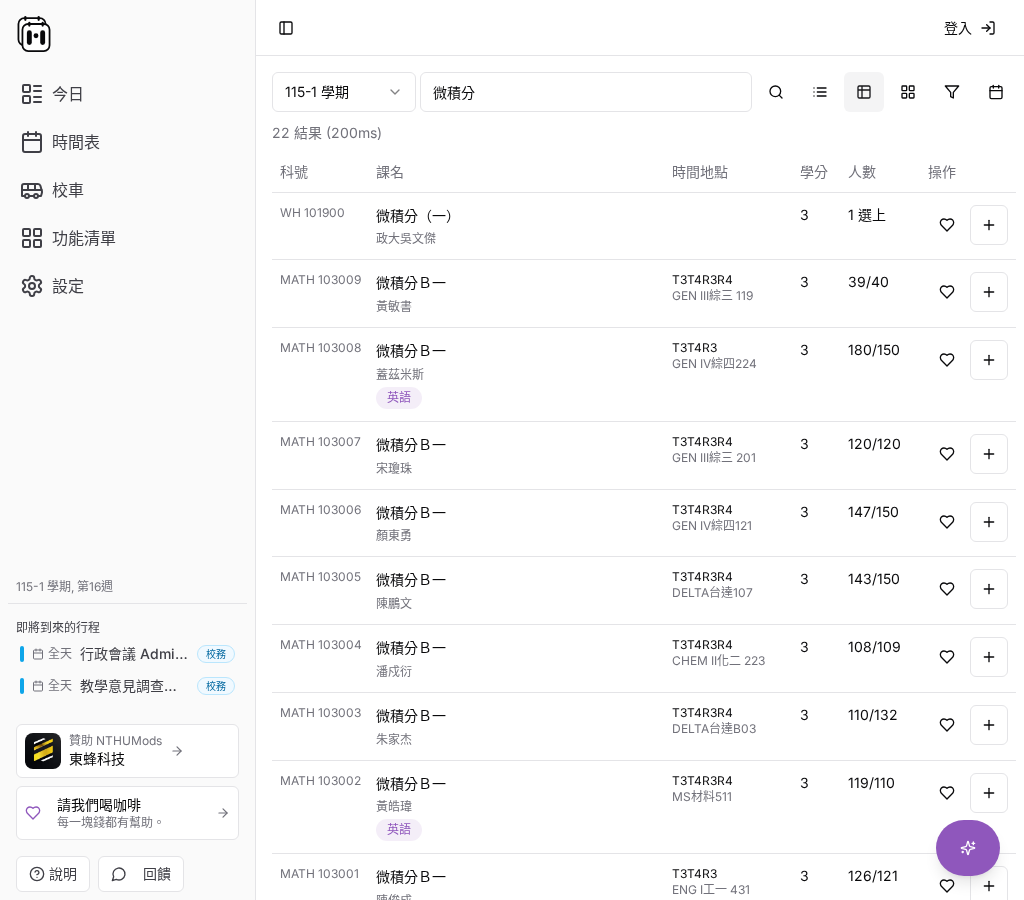 登入
今日
時間表
校車
功能清單
設定
115-1 學期, 第16週
即將到來的行程
全天 行政會議 Admi... 校務
全天 教學意見調查... 校務
贊助 NTHUMods
東蜂科技
請我們喝咖啡
每一塊錢都有幫助。
說明 回饋
115-1 學期 微積分
22 結果 (200ms)
科號 課名 時間地點 學分 人數 操作
WH 101900 微積分（一） 3 1 選上
政大吳文傑
MATH 103009 微積分Ｂ一 T3T4R3R4 3 39/40
黃敏書 GEN III綜三 119
MATH 103008 微積分Ｂ一 T3T4R3 3 180/150
蓋茲米斯 GEN IV綜四224
英語
MATH 103007 微積分Ｂ一 T3T4R3R4 3 120/120
宋瓊珠 GEN III綜三 201
MATH 103006 微積分Ｂ一 T3T4R3R4 3 147/150
顏東勇 GEN IV綜四121
MATH 103005 微積分Ｂ一 T3T4R3R4 3 143/150
陳鵬文 DELTA台達107
MATH 103004 微積分Ｂ一 T3T4R3R4 3 108/109
潘戍衍 CHEM II化二 223
MATH 103003 微積分Ｂ一 T3T4R3R4 3 110/132
朱家杰 DELTA台達B03
MATH 103002 微積分Ｂ一 T3T4R3R4 3 119/110
黃皓瑋 MS材料511
英語
MATH 103001 微積分Ｂ一 T3T4R3 3 126/121
陳俊成 ENG I工一 431